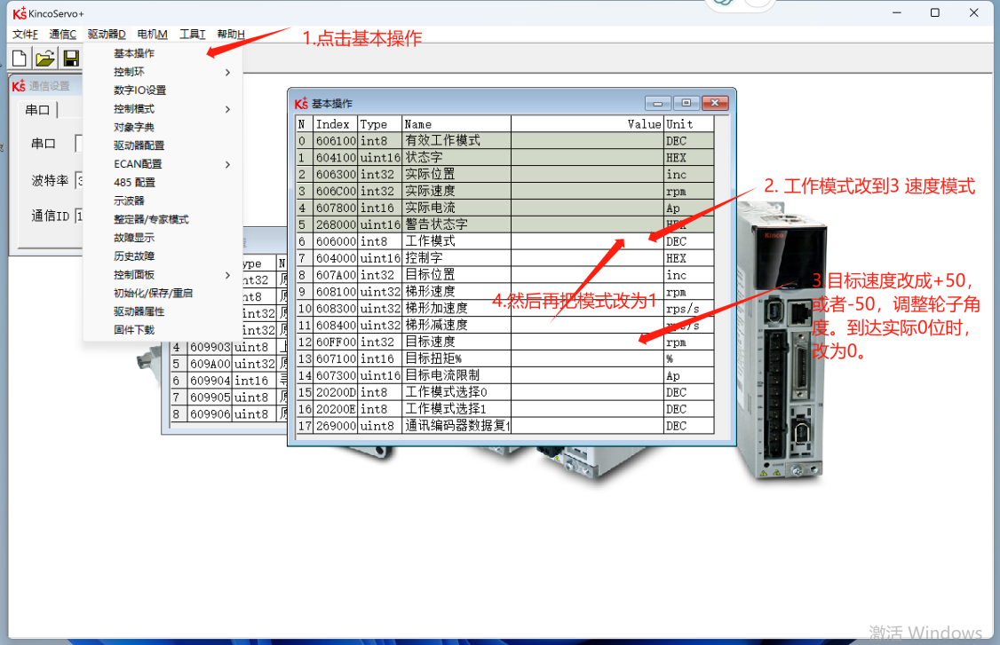 KincoServo+
文件F 通信C 驱动器D 电机M 工具T 帮助H
1.点击基本操作
基本操作
控制环
数字IO设置
控制模式
对象字典
驱动器配置
ECAN配置
485 配置
示波器
整定器/专家模式
故障显示
历史故障
控制面板
初始化/保存/重启
驱动器属性
固件下载
通信设置
串口
串口
波特率 3
通信ID 1
ype N
nt32
nt8
int32
int32
4 609903 uint8
5 609A00 uint32
6 609904 int16
7 609905 uint8
8 609906 uint8
基本操作
N Index Type Name Value Unit
0 606100 int8 有效工作模式 DEC
1 604100 uint16 状态字 HEX
2 606300 int32 实际位置 inc
3 606C00 int32 实际速度 rpm
4 607800 int16 实际电流 Ap
5 268000 uint16 警告状态字 HEX
6 606000 int8 工作模式 DEC
7 604000 uint16 控制字 HEX
8 607A00 int32 目标位置 inc
9 608100 uint32 梯形速度 rpm
10 608300 uint32 梯形加速度 rps/s
11 608400 uint32 梯形减速度 rps/s
12 60FF00 int32 目标速度 rpm
13 607100 int16 目标扭矩% %
14 607300 uint16 目标电流限制 Ap
15 20200D int8 工作模式选择0 DEC
16 20200E int8 工作模式选择1 DEC
17 269000 uint8 通讯编码器数据复 DEC
2. 工作模式改到3 速度模式
4.然后再把模式改为1
3.目标速度改成+50，
或者-50，调整轮子角
度。到达实际0位时，
改为0。
Kinco
激活 Windows